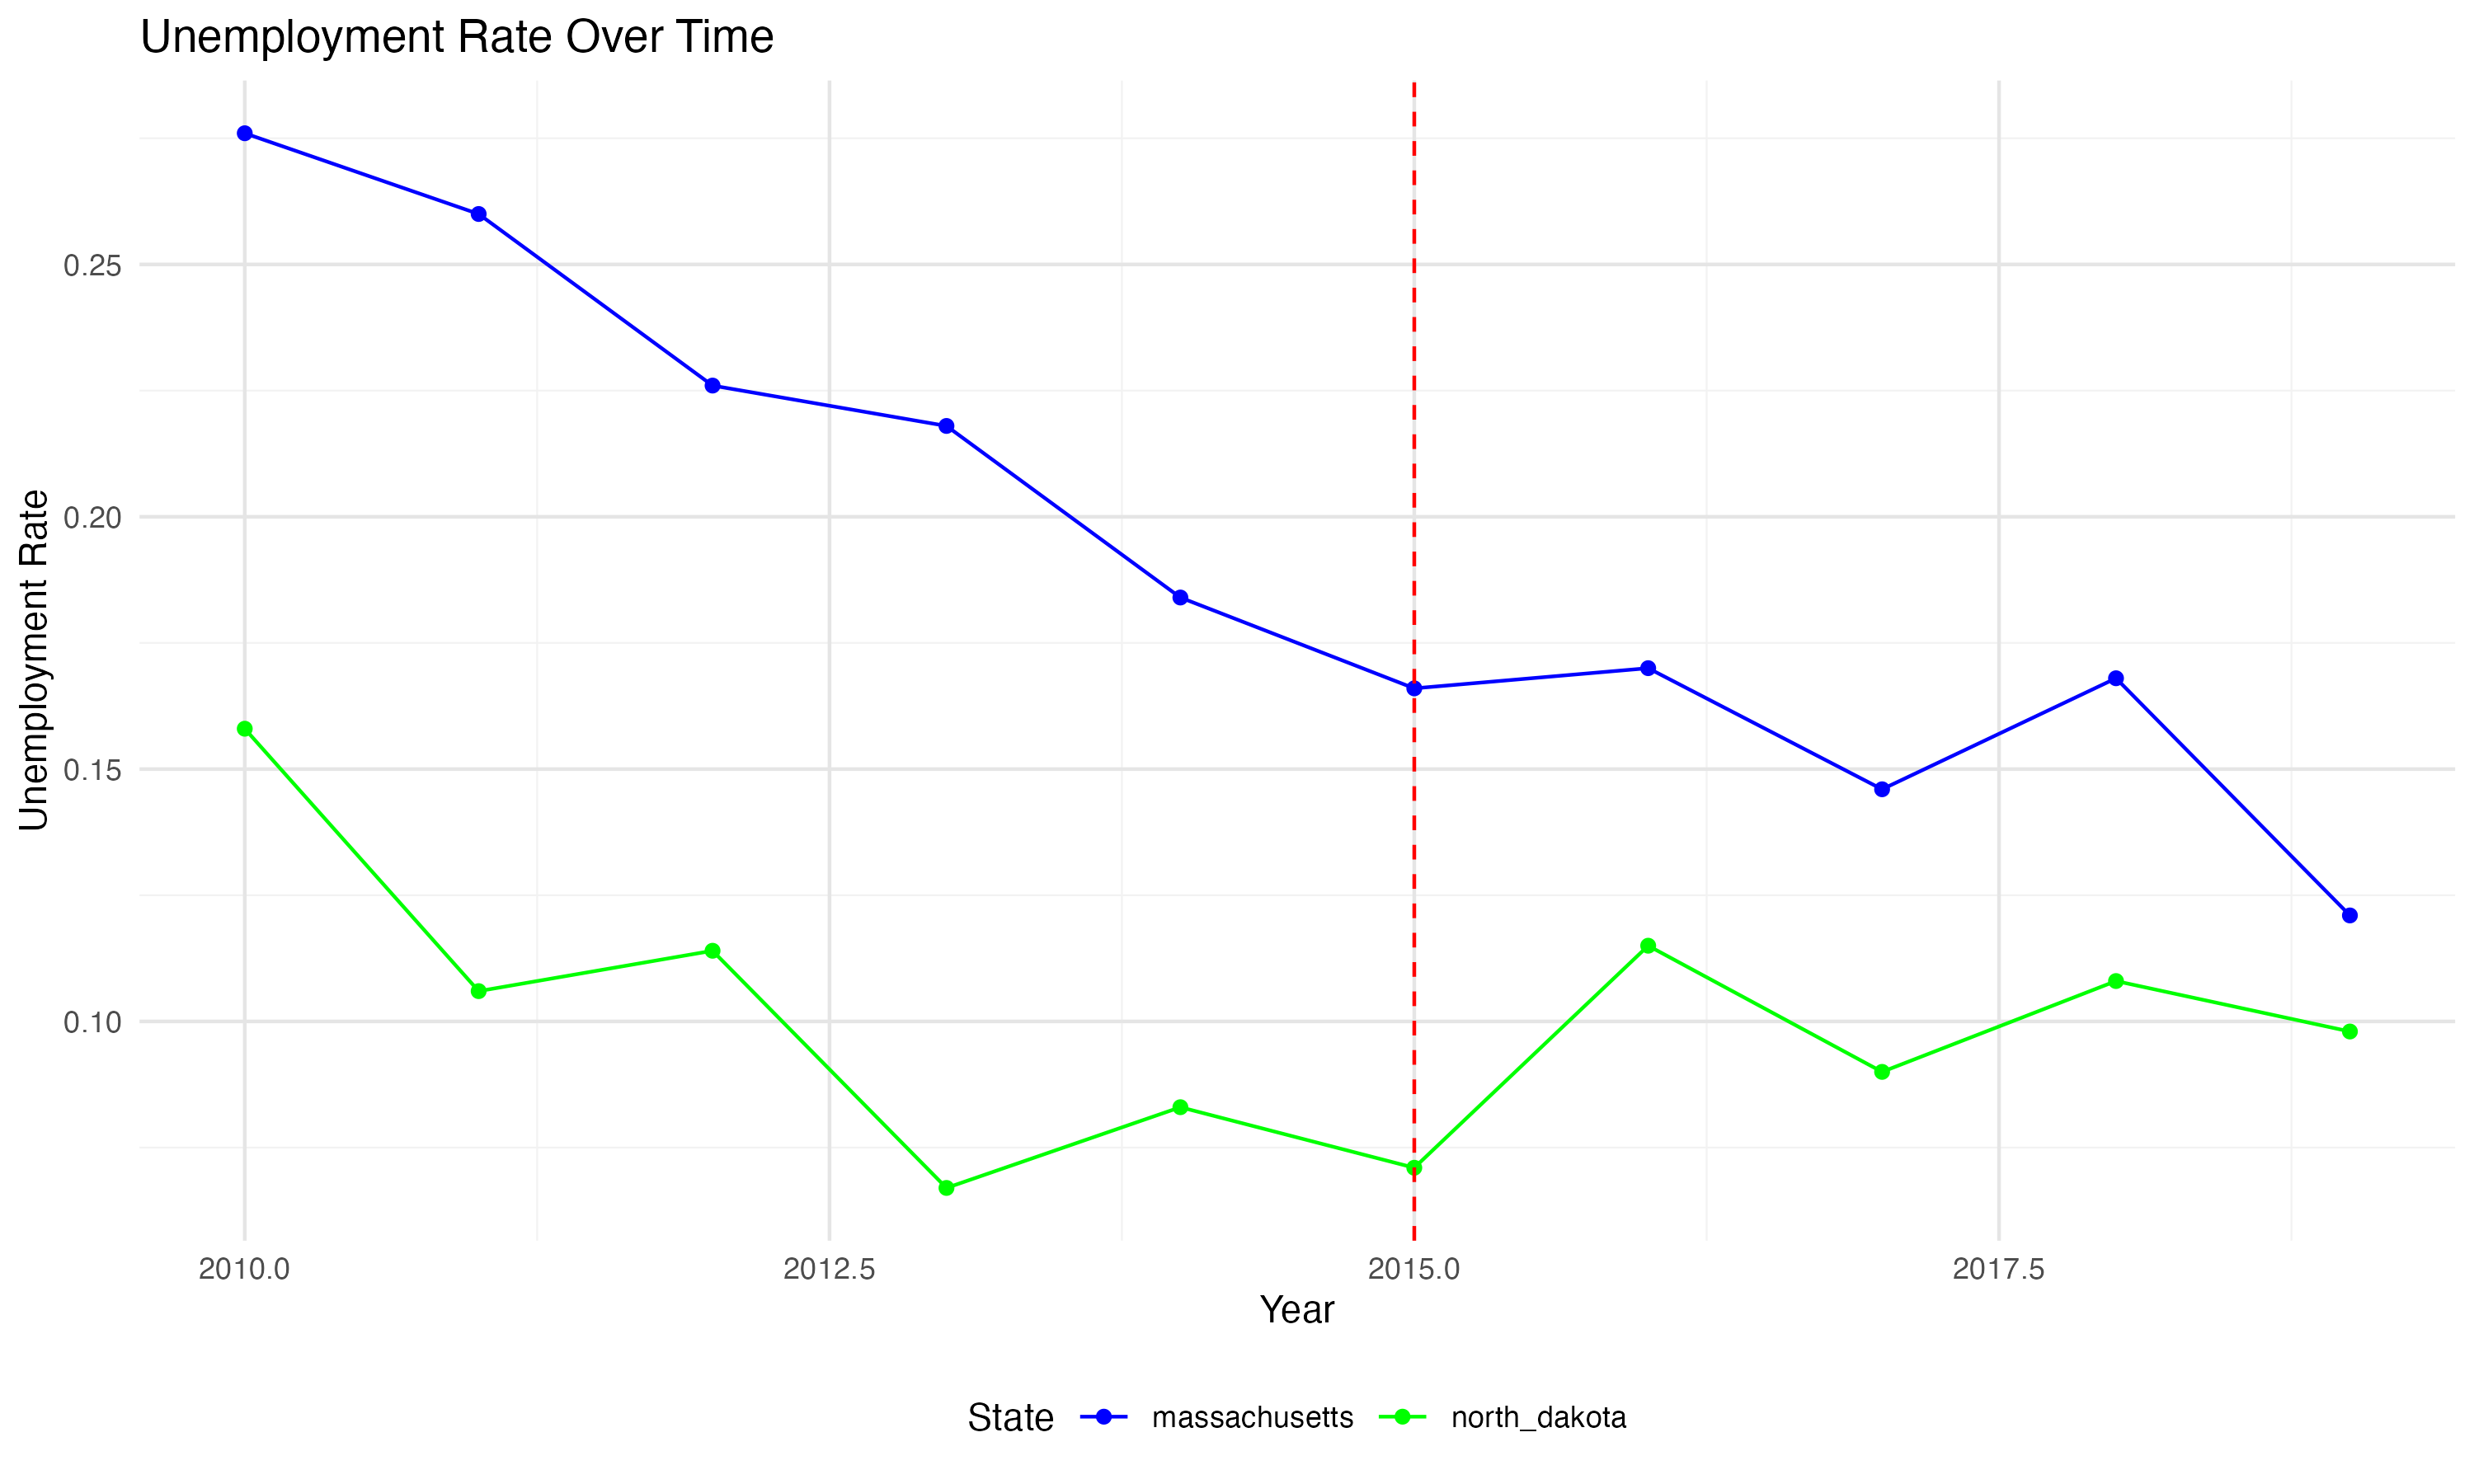 Unemployment Rate Over Time
Unemployment Rate
0.25
0.20
0.15
0.10
2010.0 2012.5 2015.0 2017.5
Year
State massachusetts north_dakota